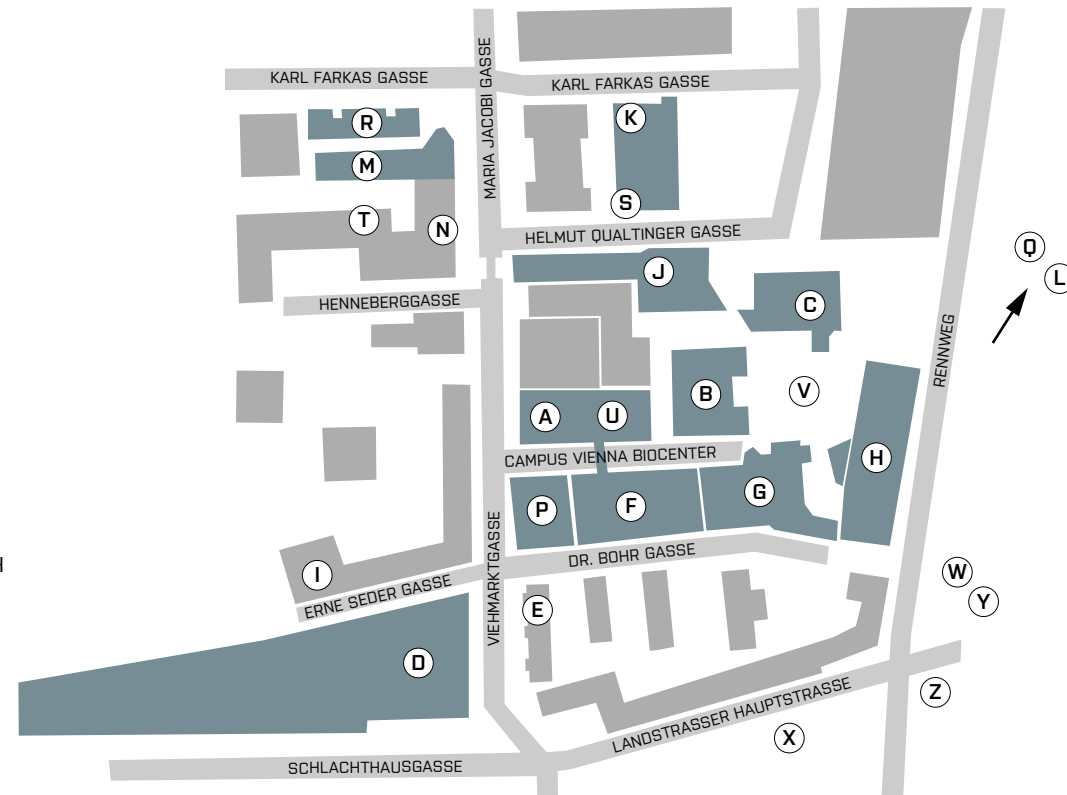 KARL FARKAS GASSE
MARIA JACOBI GASSE
KARL FARKAS GASSE
R
K
M
S
T
N
HELMUT QUALTINGER GASSE
Q
J
L
HENNEBERGGASSE
C
RENNWEG
B
V
A
U
CAMPUS VIENNA BIOCENTER
H
G
P
F
VIEHMARKTGASSE
DR. BOHR GASSE
H
I
ERNE SEDER GASSE
W
E
Y
D
Z
LANDSTRASSER HAUPTSTRASSE
X
SCHLACHTHAUSGASSE